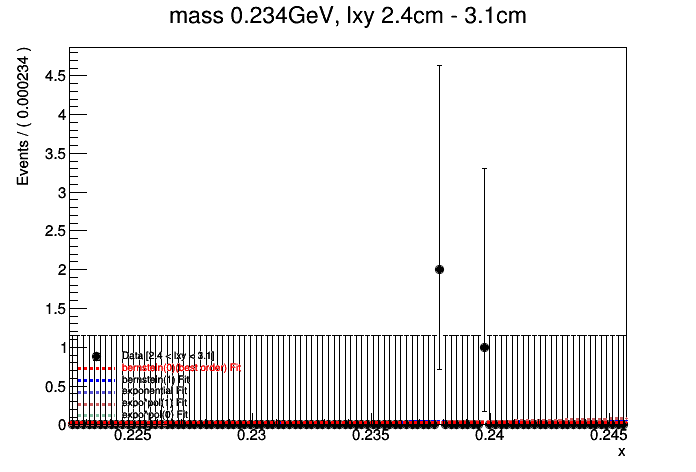 mass 0.234GeV, lxy 2.4cm - 3.1cm
Events / ( 0.000234 )
4.5
4
3.5
3
2.5
2
1.5
1
0.5
0
Data [2.4 < lxy < 3.1]
bernstein(0)(best order) Fit
bernstein(1) Fit
exponential Fit
expo*pol(1) Fit
expo*pol(0) Fit
0.225 0.23 0.235 0.24 0.245
x